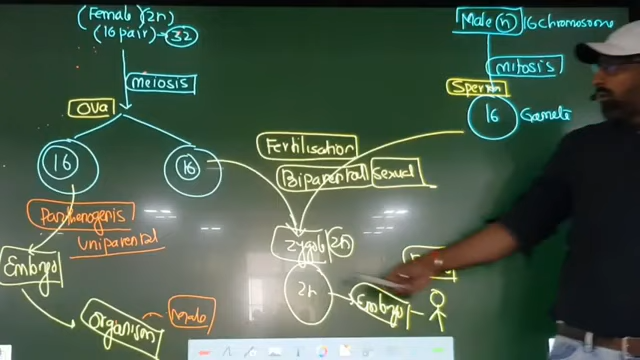 (Female)(2n)
(16 pair) → 32
meiosis
Ova
16
16
Parthenogenis
uniparental
Embryo
Organism
Male
Male n 16 chromosome
mitosis
Sperm
16 Gamete
Fertilisation
Biparental sexual
Zygote 2n
2n
Embryo